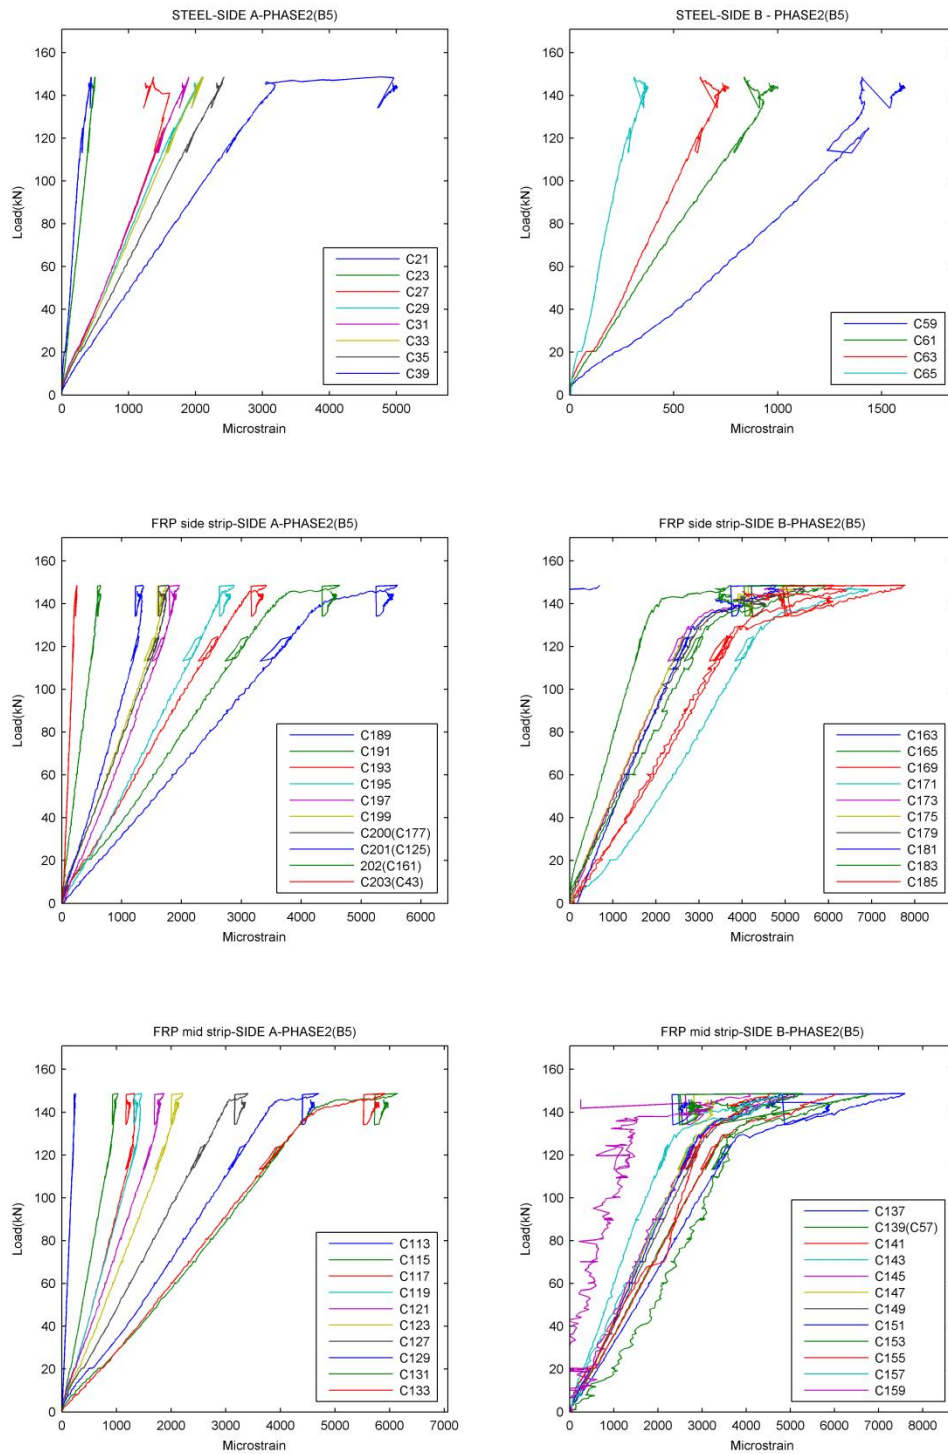 STEEL-SIDE A-PHASE2(B5)
160
140
120
100
80
60
40
20
0
Load(kN)
0 1000 2000 3000 4000 5000
Microstrain
C21
C23
C27
C29
C31
C33
C35
C39
STEEL-SIDE B - PHASE2(B5)
160
140
120
100
80
60
40
20
0
Load(kN)
0 500 1000 1500
Microstrain
C59
C61
C63
C65
FRP side strip-SIDE A-PHASE2(B5)
160
140
120
100
80
60
40
20
0
Load(kN)
0 1000 2000 3000 4000 5000 6000
Microstrain
C189
C191
C193
C195
C197
C199
C200(C177)
C201(C125)
202(C161)
C203(C43)
FRP side strip-SIDE B-PHASE2(B5)
160
140
120
100
80
60
40
20
0
Load(kN)
0 1000 2000 3000 4000 5000 6000 7000 8000
Microstrain
C163
C165
C169
C171
C173
C175
C179
C181
C183
C185
FRP mid strip-SIDE A-PHASE2(B5)
160
140
120
100
80
60
40
20
0
Load(kN)
0 1000 2000 3000 4000 5000 6000 7000
Microstrain
C113
C115
C117
C119
C121
C123
C127
C129
C131
C133
FRP mid strip-SIDE B-PHASE2(B5)
160
140
120
100
80
60
40
20
0
Load(kN)
0 1000 2000 3000 4000 5000 6000 7000 8000
Microstrain
C137
C139(C57)
C141
C143
C145
C147
C149
C151
C153
C155
C157
C159